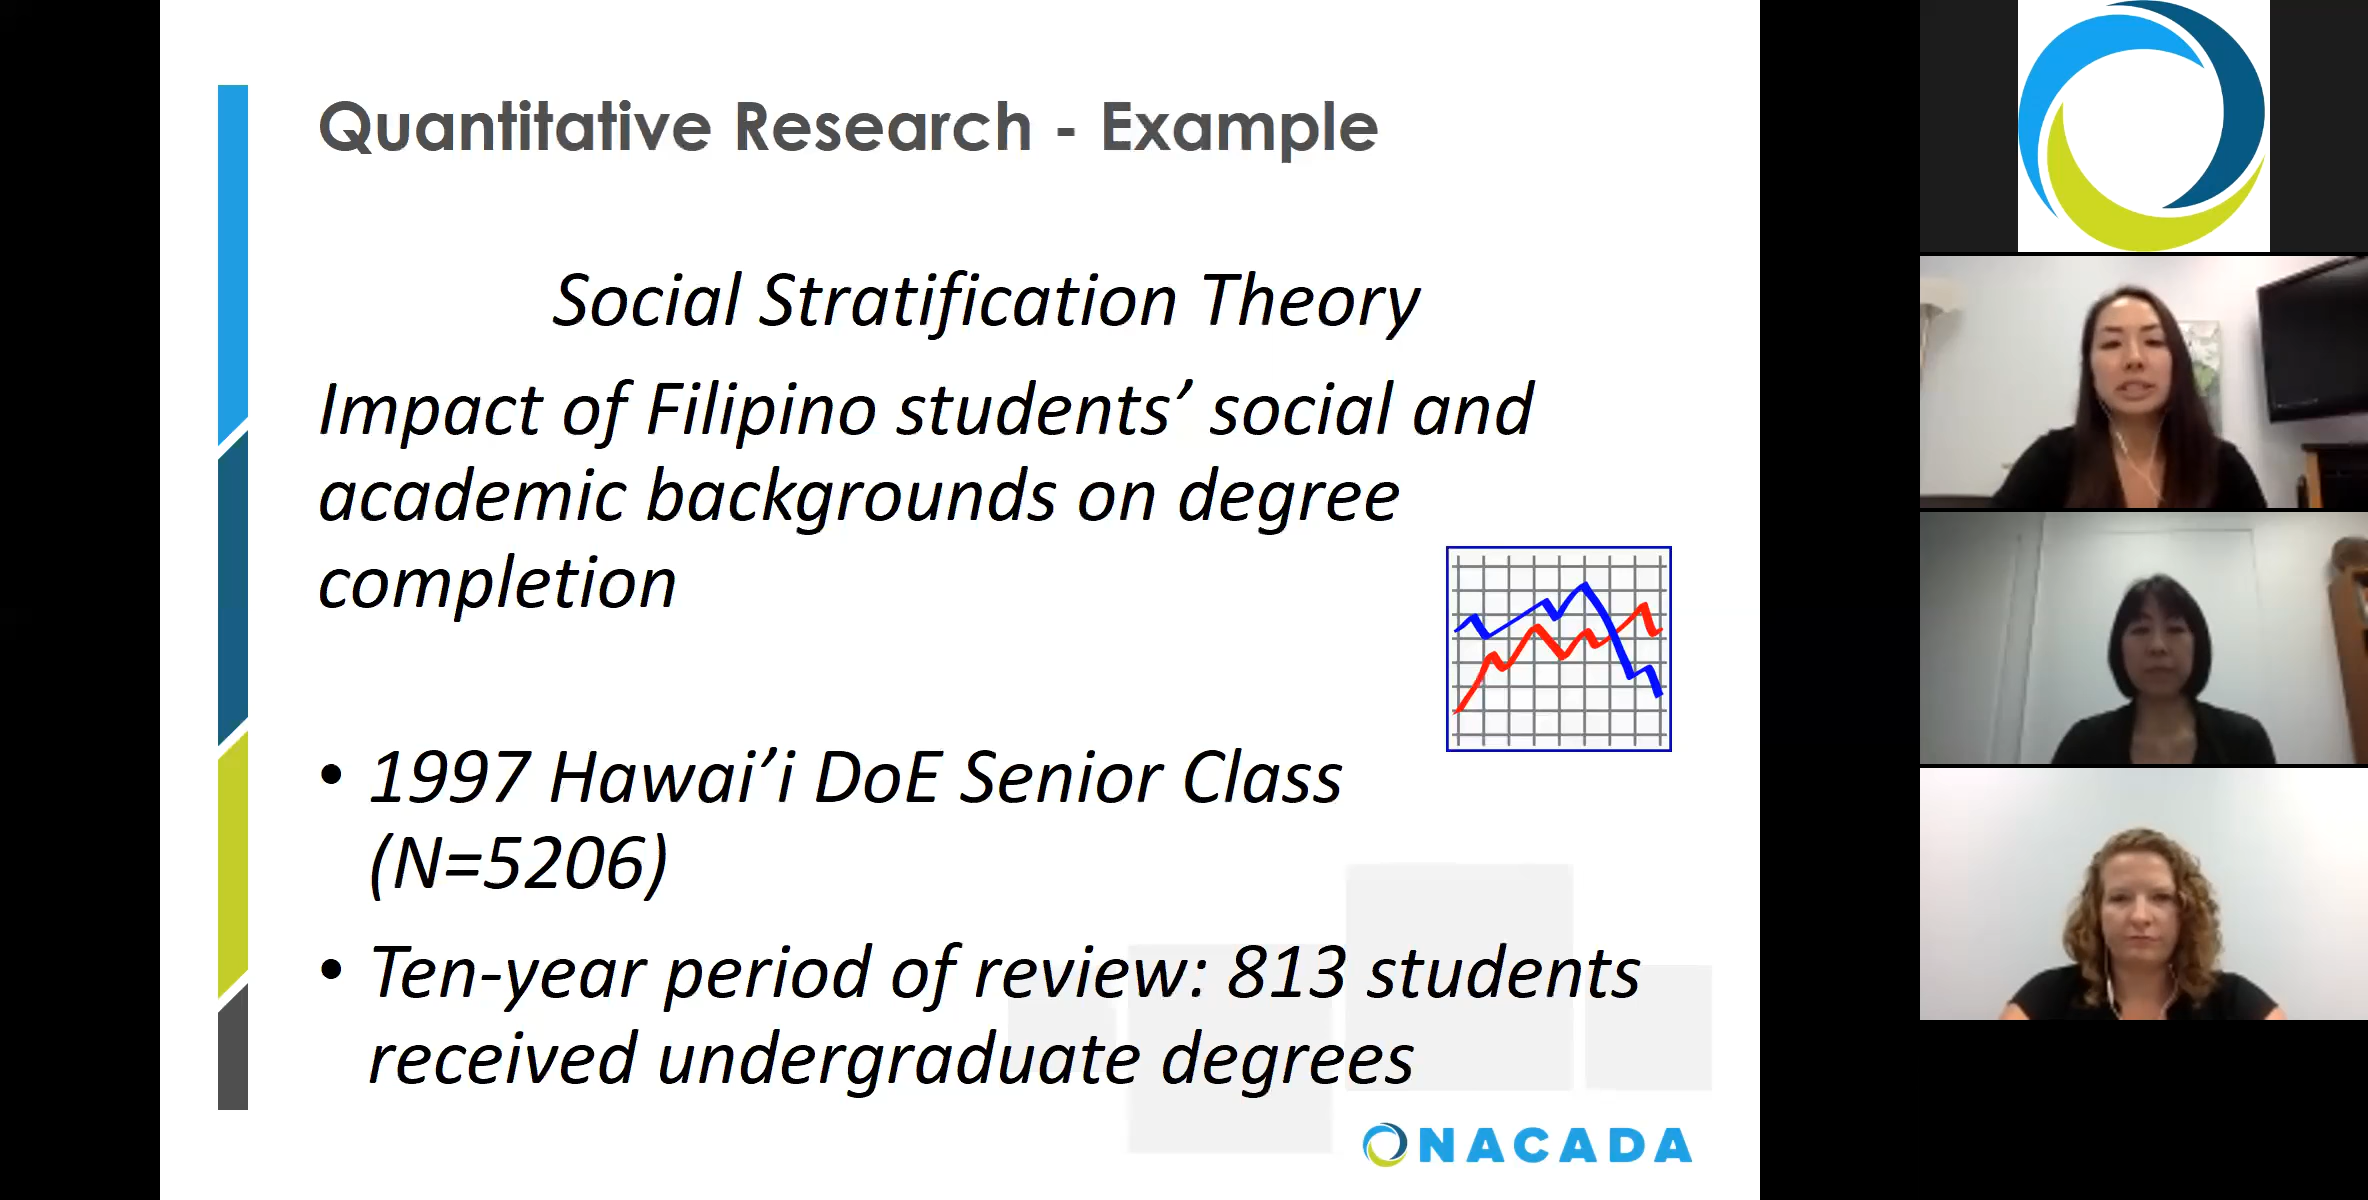 Quantitative Research - Example
Social Stratification Theory
Impact of Filipino students’ social and
academic backgrounds on degree
completion
• 1997 Hawai’i DoE Senior Class
(N=5206)
• Ten-year period of review: 813 students
received undergraduate degrees
NACADA